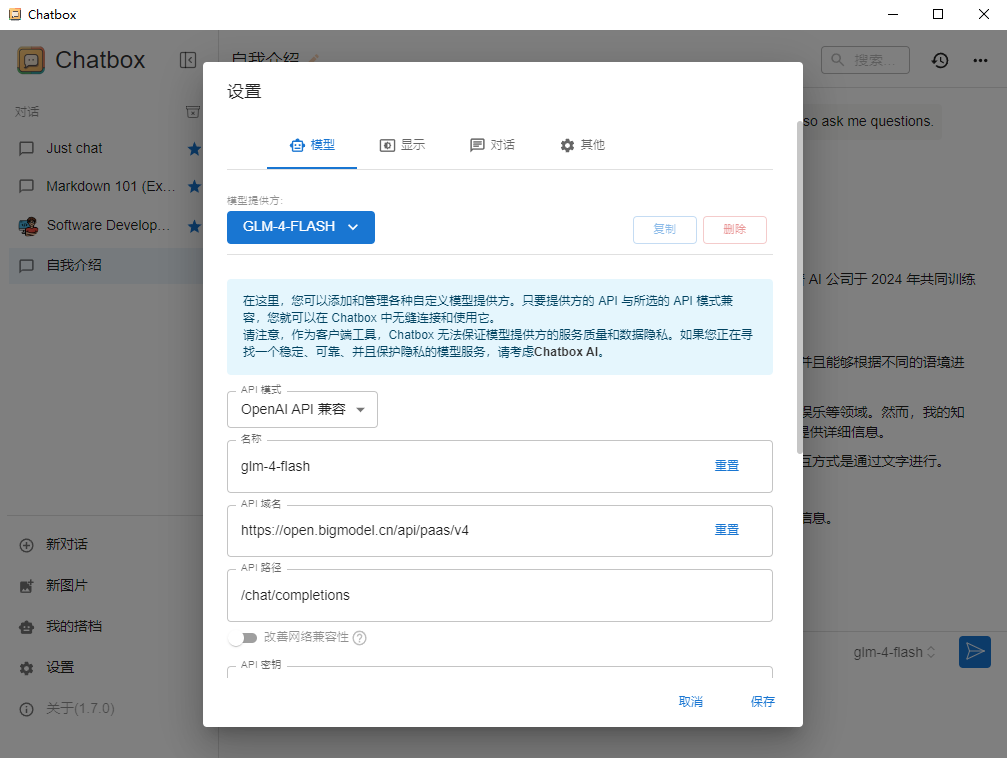 Chatbox
Chatbox
自我介绍
搜索...
对话
Just chat
Markdown 101 (Ex...
Software Develop...
自我介绍
新对话
新图片
我的搭档
设置
关于(1.7.0)
so ask me questions.
AI 公司于 2024 年共同训练
并且能够根据不同的语境进
娱乐等领域。然而，我的知
提供详细信息。
互方式是通过文字进行。
信息。
glm-4-flash
设置
模型
显示
对话
其他
模型提供方:
GLM-4-FLASH
复制
删除
在这里，您可以添加和管理各种自定义模型提供方。只要提供方的 API 与所选的 API 模式兼
容，您就可以在 Chatbox 中无缝连接和使用它。
请注意，作为客户端工具，Chatbox 无法保证模型提供方的服务质量和数据隐私。如果您正在寻
找一个稳定、可靠、并且保护隐私的模型服务，请考虑Chatbox AI。
API 模式
OpenAI API 兼容
名称
glm-4-flash
重置
API 域名
https://open.bigmodel.cn/api/paas/v4
重置
API 路径
/chat/completions
改善网络兼容性
API 密钥
取消
保存